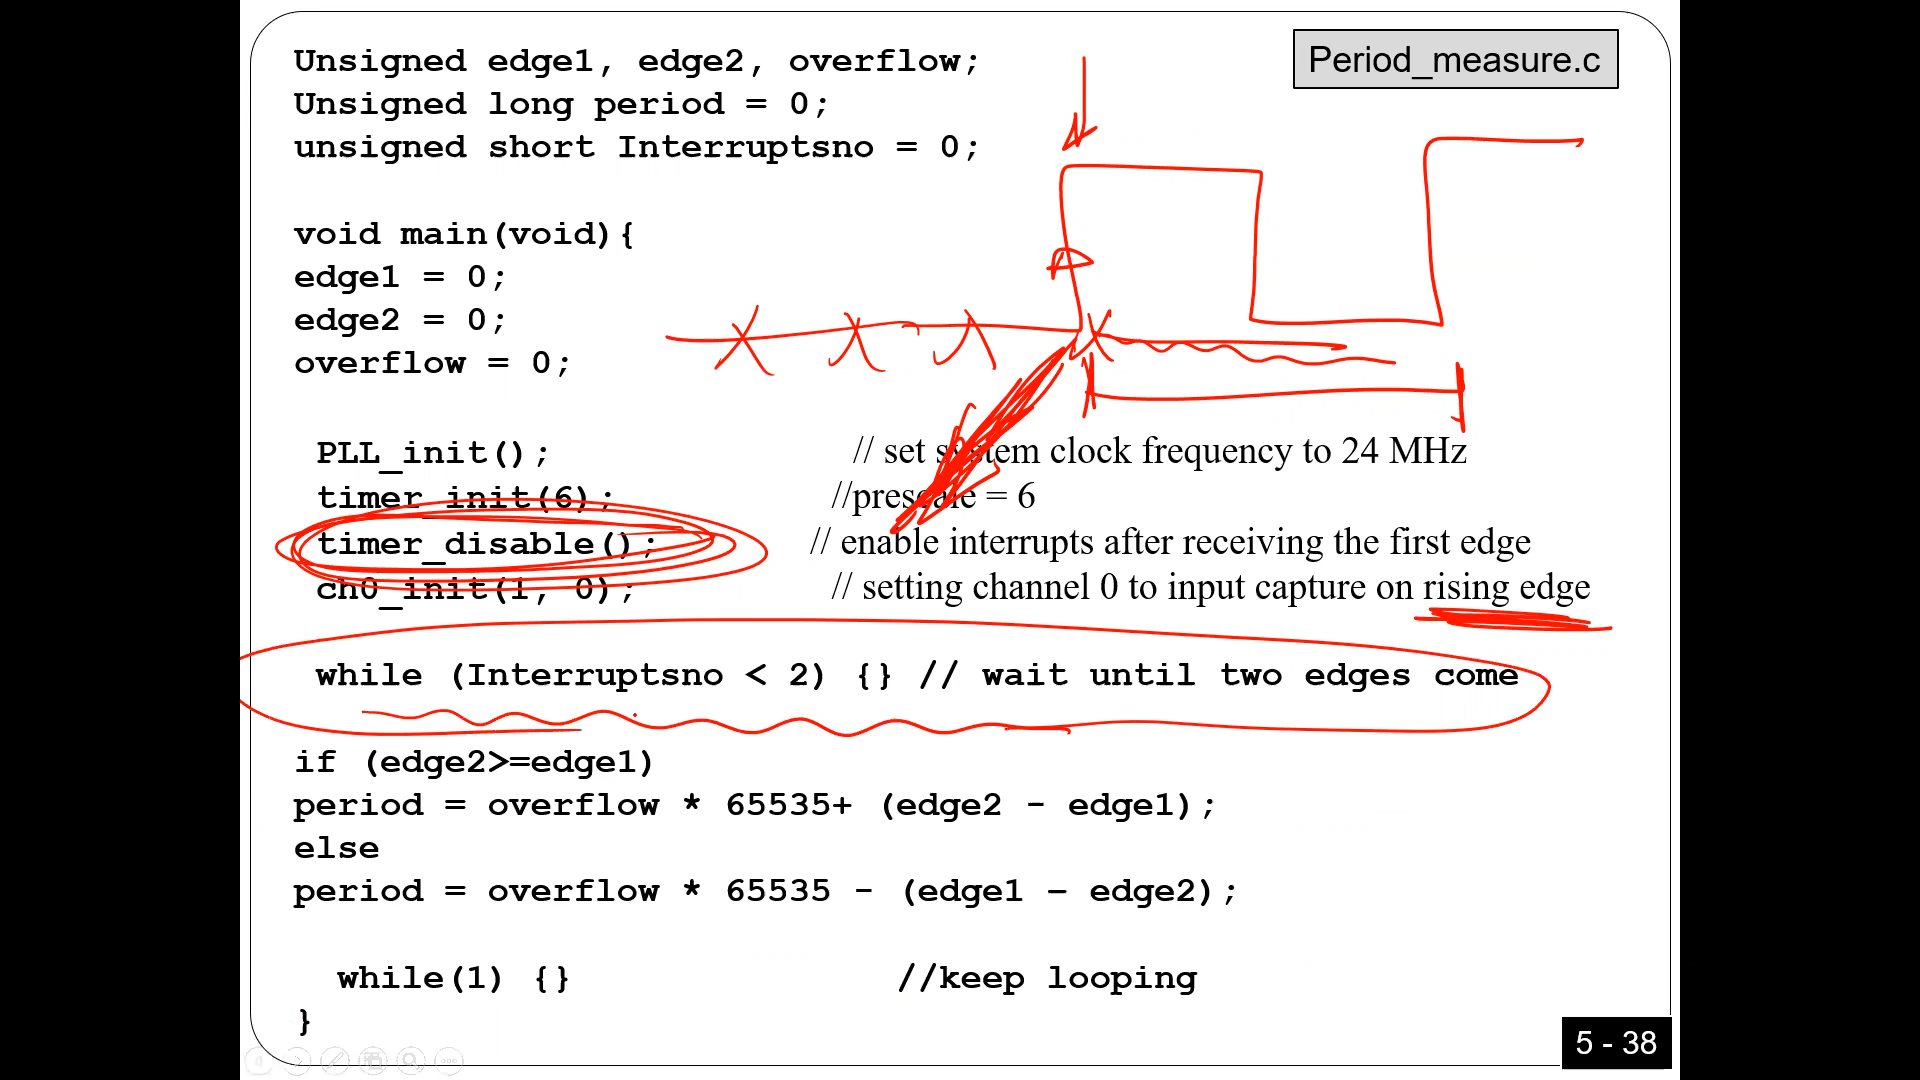 Period_measure.c
Unsigned edge1, edge2, overflow;
Unsigned long period = 0;
unsigned short Interruptsno = 0;
void main(void){
edge1 = 0;
edge2 = 0;
overflow = 0;
PLL_init(); // set system clock frequency to 24 MHz
timer_init(6); //prescale = 6
timer_disable(); // enable interrupts after receiving the first edge
ch0_init(1, 0); // setting channel 0 to input capture on rising edge
while (Interruptsno < 2) {} // wait until two edges come
if (edge2>=edge1)
period = overflow * 65535+ (edge2 - edge1);
else
period = overflow * 65535 - (edge1 – edge2);
while(1) {} //keep looping
}
5 - 38